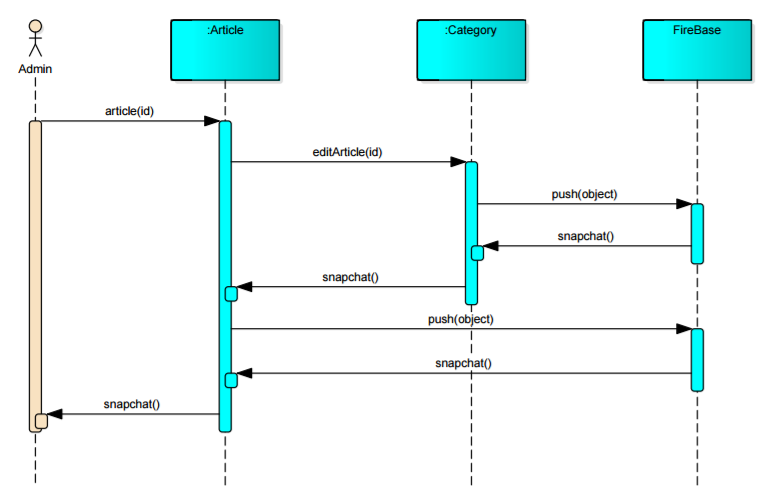 :Article
:Category
FireBase
Admin
article(id)
editArticle(id)
push(object)
snapchat()
snapchat()
push(object)
snapchat()
snapchat()